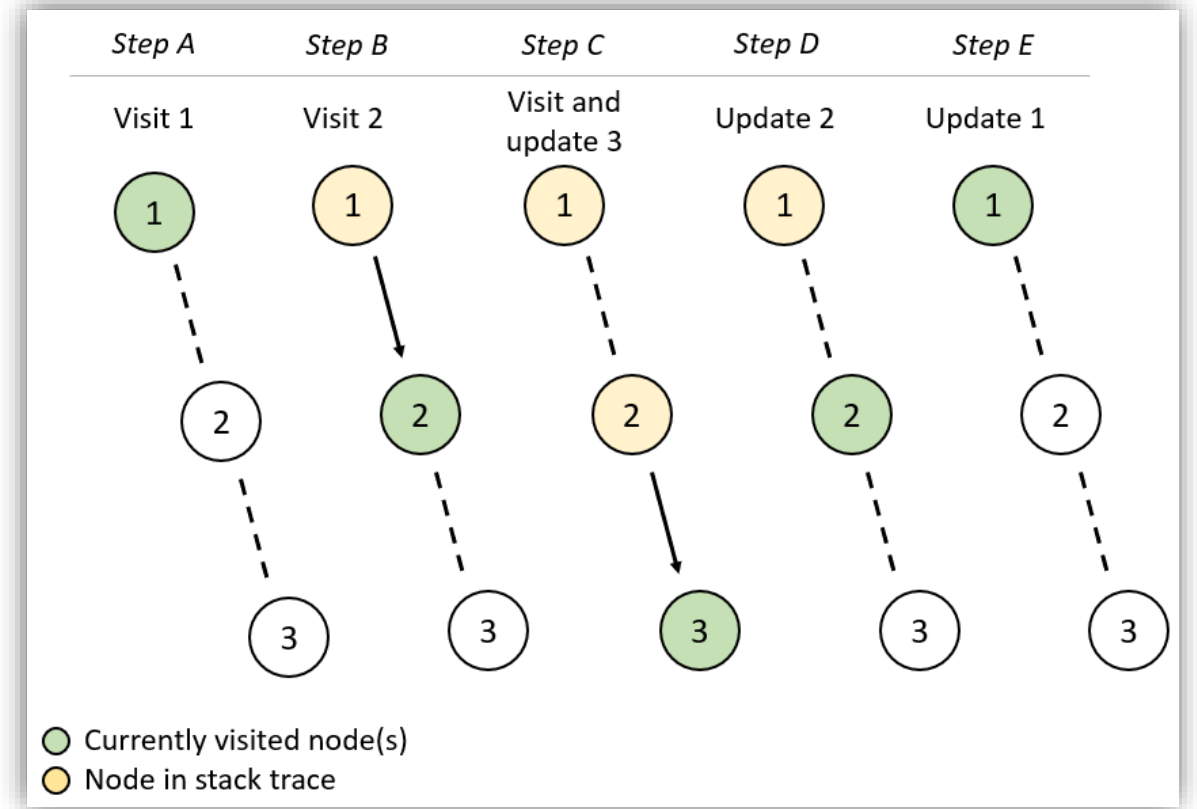 Step A Step B Step C Step D Step E
Visit 1 Visit 2 Visit and update 3 Update 2 Update 1
1 1 1 1 1
2 2 2 2 2
3 3 3 3 3
Currently visited node(s)
Node in stack trace